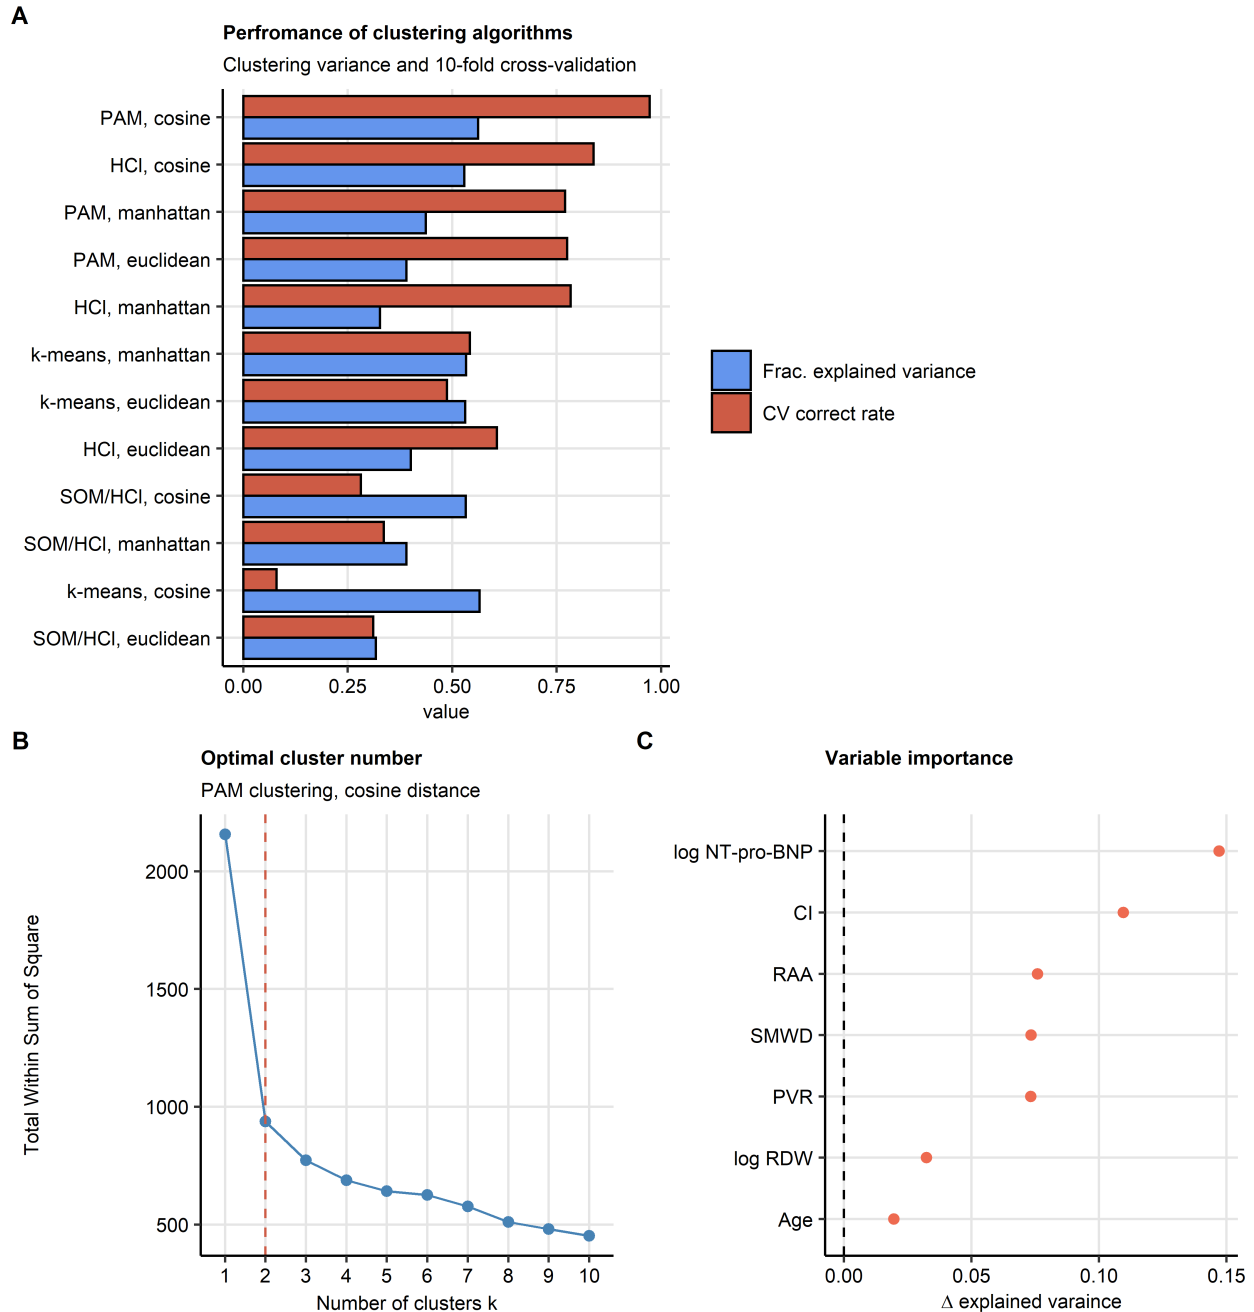 A
Perfromance of clustering algorithms
Clustering variance and 10-fold cross-validation
PAM, cosine
HCl, cosine
PAM, manhattan
PAM, euclidean
HCl, manhattan
k-means, manhattan
k-means, euclidean
HCl, euclidean
SOM/HCl, cosine
SOM/HCl, manhattan
k-means, cosine
SOM/HCl, euclidean
0.00 0.25 0.50 0.75 1.00
value
Frac. explained variance
CV correct rate
B
Optimal cluster number
PAM clustering, cosine distance
Total Within Sum of Square
2000
1500
1000
500
1 2 3 4 5 6 7 8 9 10
Number of clusters k
C
Variable importance
log NT-pro-BNP
CI
RAA
SMWD
PVR
log RDW
Age
0.00 0.05 0.10 0.15
Δ explained varaince